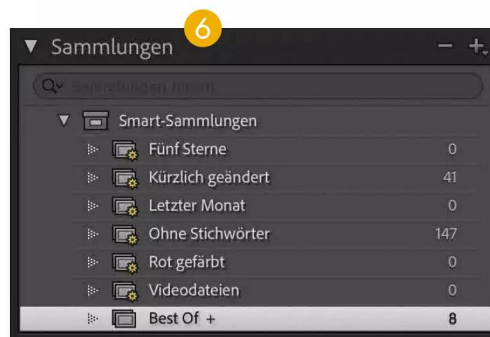 6
Sammlungen − +
Smart-Sammlungen
Fünf Sterne 0
Kürzlich geändert 41
Letzter Monat 0
Ohne Stichwörter 147
Rot gefärbt 0
Videodateien 0
Best Of + 8